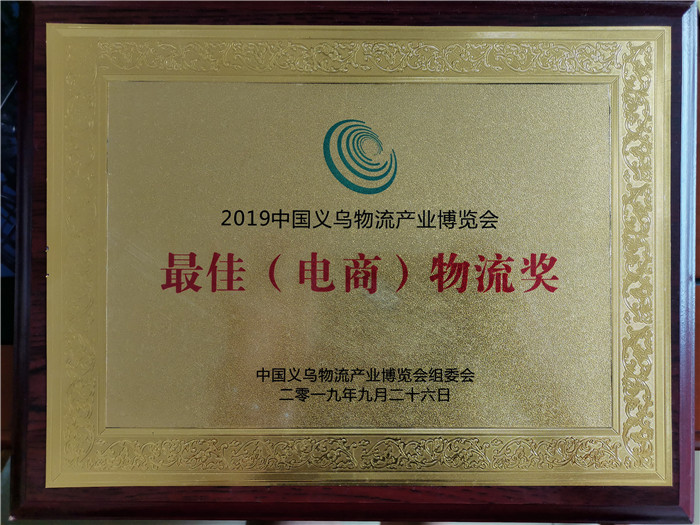 2019中国义乌物流产业博览会
最佳（电商）物流奖
中国义乌物流产业博览会组委会
二零一九年九月二十六日